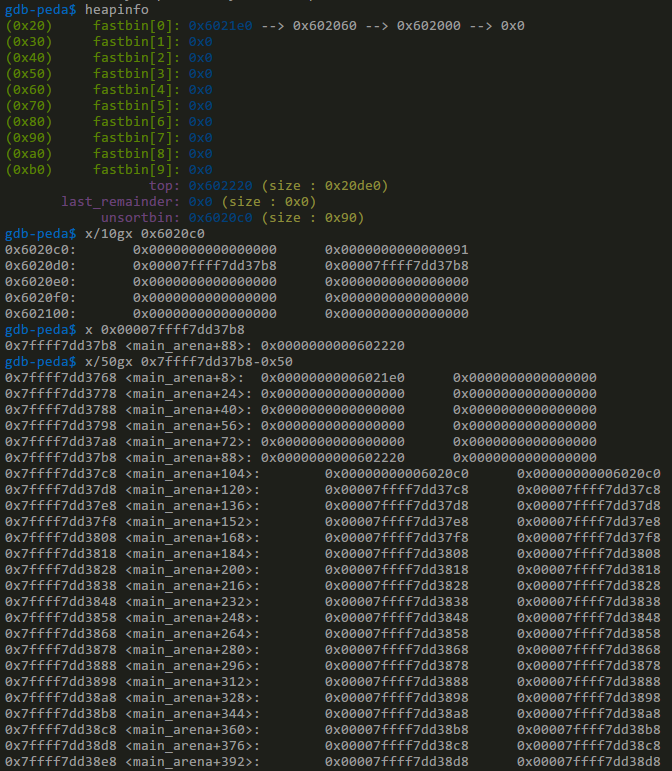 gdb-peda$ heapinfo
(0x20)     fastbin[0]: 0x6021e0 --> 0x602060 --> 0x602000 --> 0x0
(0x30)     fastbin[1]: 0x0
(0x40)     fastbin[2]: 0x0
(0x50)     fastbin[3]: 0x0
(0x60)     fastbin[4]: 0x0
(0x70)     fastbin[5]: 0x0
(0x80)     fastbin[6]: 0x0
(0x90)     fastbin[7]: 0x0
(0xa0)     fastbin[8]: 0x0
(0xb0)     fastbin[9]: 0x0
                  top: 0x602220 (size : 0x20de0)
       last_remainder: 0x0 (size : 0x0)
            unsortbin: 0x6020c0 (size : 0x90)
gdb-peda$ x/10gx 0x6020c0
0x6020c0:       0x0000000000000000      0x0000000000000091
0x6020d0:       0x00007ffff7dd37b8      0x00007ffff7dd37b8
0x6020e0:       0x0000000000000000      0x0000000000000000
0x6020f0:       0x0000000000000000      0x0000000000000000
0x602100:       0x0000000000000000      0x0000000000000000
gdb-peda$ x 0x00007ffff7dd37b8
0x7ffff7dd37b8 <main_arena+88>: 0x0000000000602220
gdb-peda$ x/50gx 0x7ffff7dd37b8-0x50
0x7ffff7dd3768 <main_arena+8>:  0x00000000006021e0      0x0000000000000000
0x7ffff7dd3778 <main_arena+24>: 0x0000000000000000      0x0000000000000000
0x7ffff7dd3788 <main_arena+40>: 0x0000000000000000      0x0000000000000000
0x7ffff7dd3798 <main_arena+56>: 0x0000000000000000      0x0000000000000000
0x7ffff7dd37a8 <main_arena+72>: 0x0000000000000000      0x0000000000000000
0x7ffff7dd37b8 <main_arena+88>: 0x0000000000602220      0x0000000000000000
0x7ffff7dd37c8 <main_arena+104>:        0x00000000006020c0      0x00000000006020c0
0x7ffff7dd37d8 <main_arena+120>:        0x00007ffff7dd37c8      0x00007ffff7dd37c8
0x7ffff7dd37e8 <main_arena+136>:        0x00007ffff7dd37d8      0x00007ffff7dd37d8
0x7ffff7dd37f8 <main_arena+152>:        0x00007ffff7dd37e8      0x00007ffff7dd37e8
0x7ffff7dd3808 <main_arena+168>:        0x00007ffff7dd37f8      0x00007ffff7dd37f8
0x7ffff7dd3818 <main_arena+184>:        0x00007ffff7dd3808      0x00007ffff7dd3808
0x7ffff7dd3828 <main_arena+200>:        0x00007ffff7dd3818      0x00007ffff7dd3818
0x7ffff7dd3838 <main_arena+216>:        0x00007ffff7dd3828      0x00007ffff7dd3828
0x7ffff7dd3848 <main_arena+232>:        0x00007ffff7dd3838      0x00007ffff7dd3838
0x7ffff7dd3858 <main_arena+248>:        0x00007ffff7dd3848      0x00007ffff7dd3848
0x7ffff7dd3868 <main_arena+264>:        0x00007ffff7dd3858      0x00007ffff7dd3858
0x7ffff7dd3878 <main_arena+280>:        0x00007ffff7dd3868      0x00007ffff7dd3868
0x7ffff7dd3888 <main_arena+296>:        0x00007ffff7dd3878      0x00007ffff7dd3878
0x7ffff7dd3898 <main_arena+312>:        0x00007ffff7dd3888      0x00007ffff7dd3888
0x7ffff7dd38a8 <main_arena+328>:        0x00007ffff7dd3898      0x00007ffff7dd3898
0x7ffff7dd38b8 <main_arena+344>:        0x00007ffff7dd38a8      0x00007ffff7dd38a8
0x7ffff7dd38c8 <main_arena+360>:        0x00007ffff7dd38b8      0x00007ffff7dd38b8
0x7ffff7dd38d8 <main_arena+376>:        0x00007ffff7dd38c8      0x00007ffff7dd38c8
0x7ffff7dd38e8 <main_arena+392>:        0x00007ffff7dd38d8      0x00007ffff7dd38d8